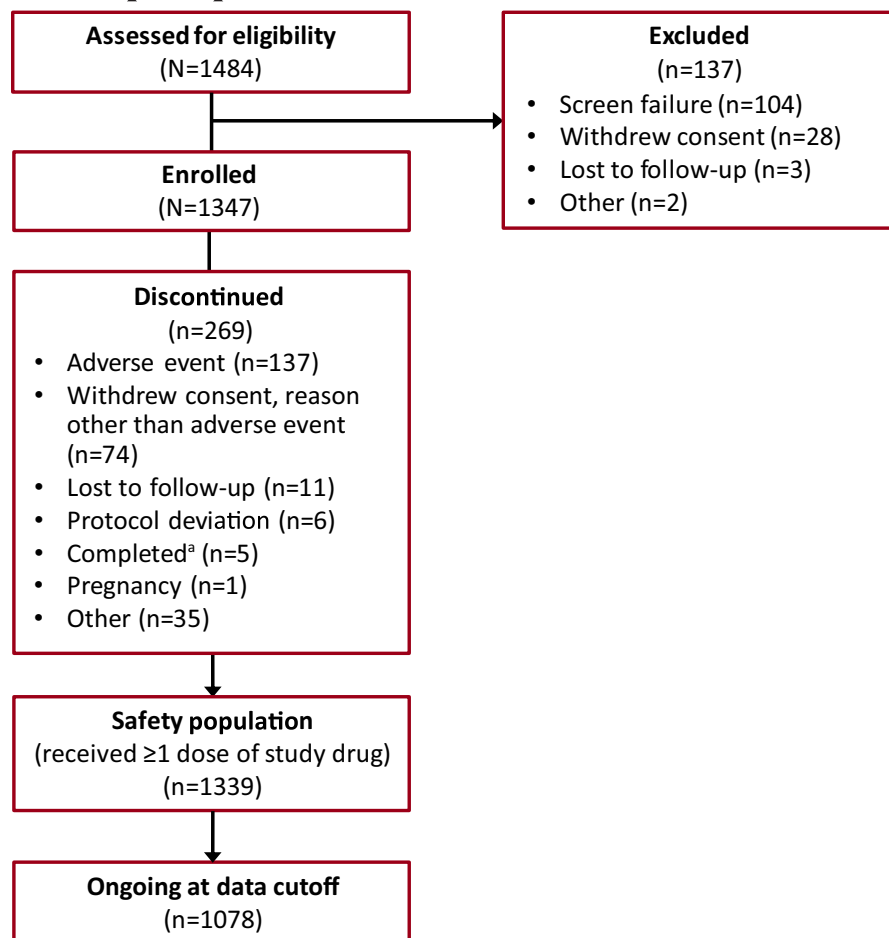 Assessed for eligibility
(N=1484)
Excluded
(n=137)
• Screen failure (n=104)
• Withdrew consent (n=28)
• Lost to follow-up (n=3)
• Other (n=2)
Enrolled
(N=1347)
Discontinued
(n=269)
• Adverse event (n=137)
• Withdrew consent, reason
other than adverse event
(n=74)
• Lost to follow-up (n=11)
• Protocol deviation (n=6)
• Completedᵃ (n=5)
• Pregnancy (n=1)
• Other (n=35)
Safety population
(received ≥1 dose of study drug)
(n=1339)
Ongoing at data cutoff
(n=1078)